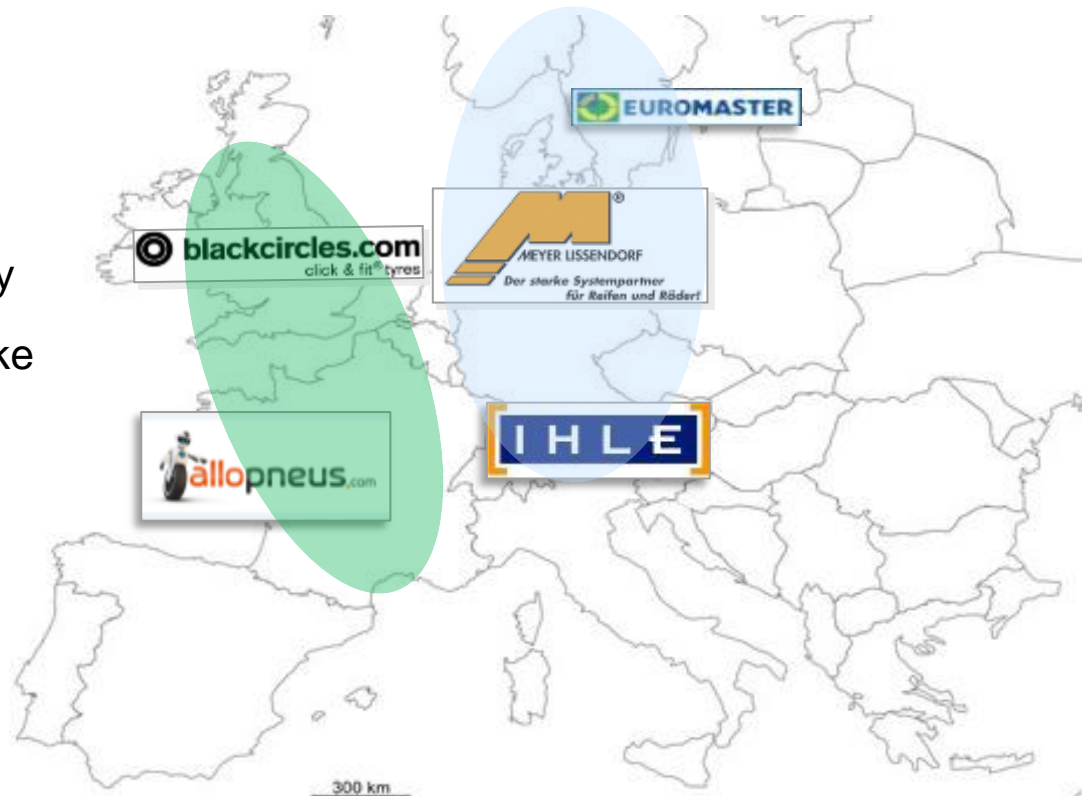 EUROMASTER
®
MEYER LISSENDORF
Der starke Systempartner
für Reifen und Räder!
blackcircles.com
click & fit® tyres
y
ke
IHLE
allopneus.com
300 km